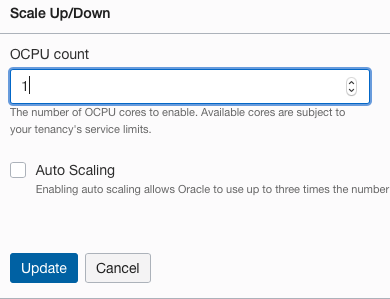 Scale Up/Down
OCPU count
1
The number of OCPU cores to enable. Available cores are subject to
your tenancy's service limits.
Auto Scaling
Enabling auto scaling allows Oracle to use up to three times the number
Update
Cancel